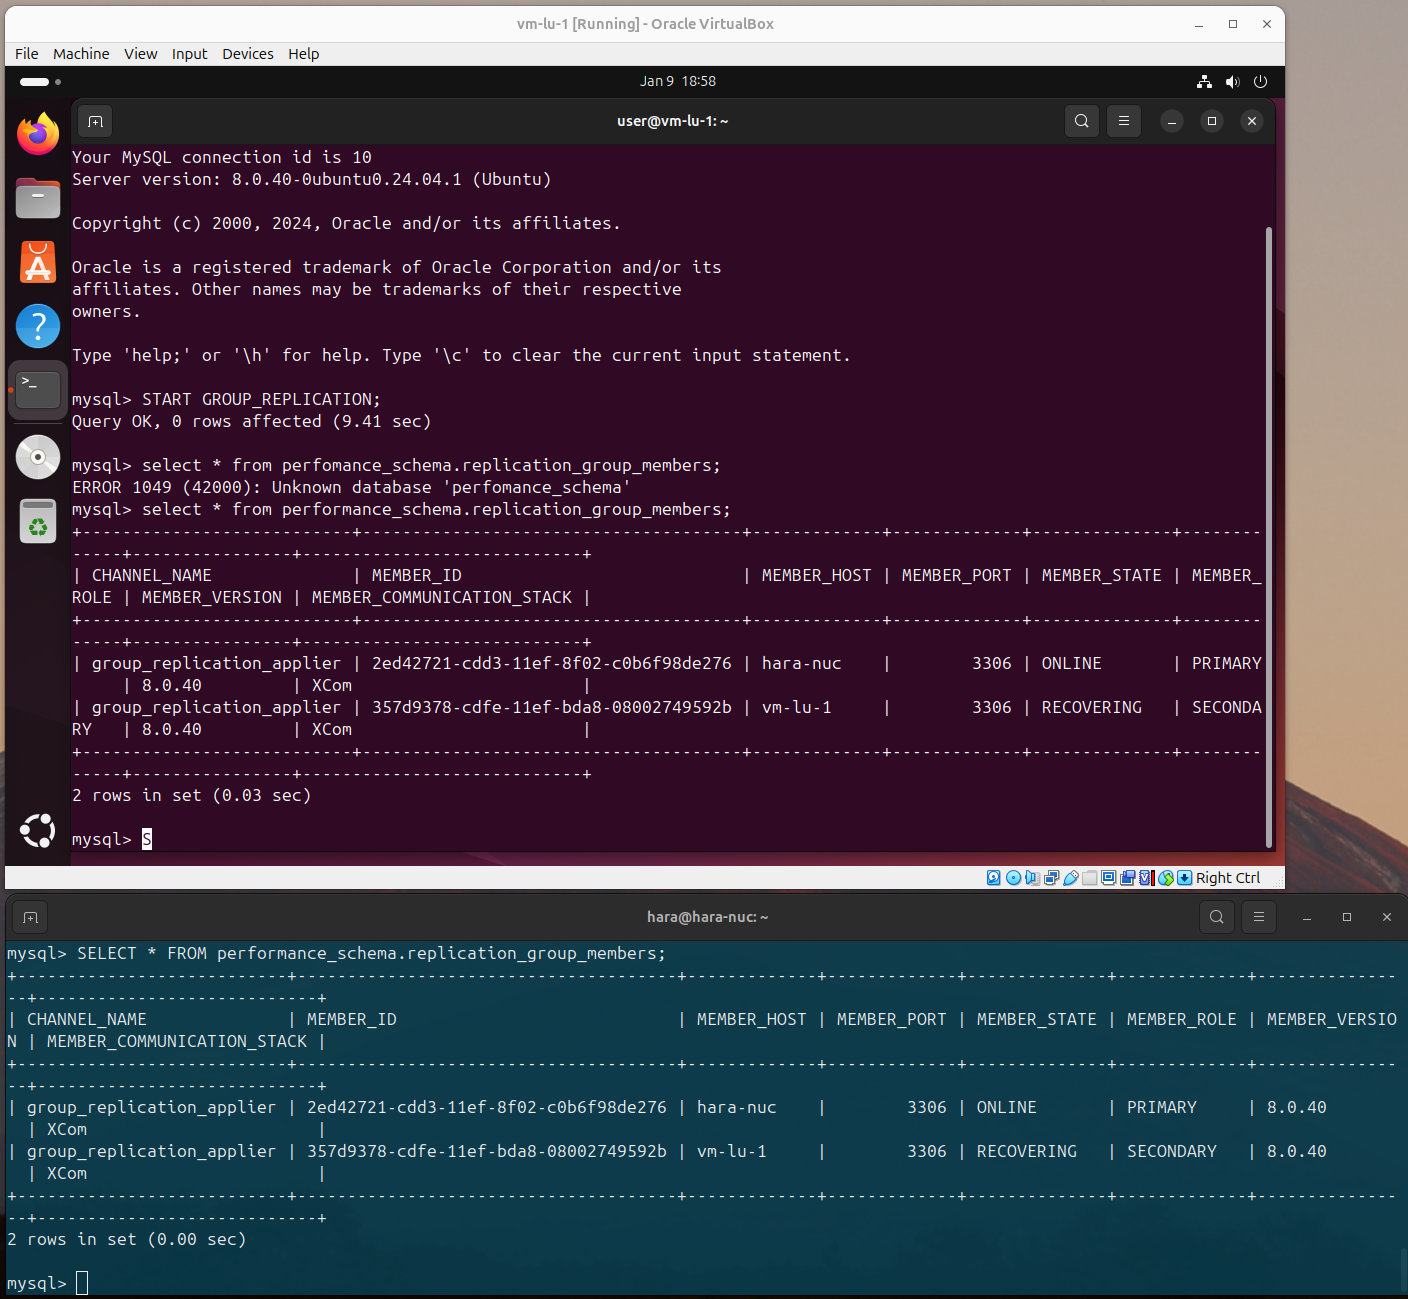 vm-lu-1 [Running] - Oracle VirtualBox
File Machine View Input Devices Help
Jan 9 18:58
user@vm-lu-1: ~
Your MySQL connection id is 10
Server version: 8.0.40-0ubuntu0.24.04.1 (Ubuntu)
Copyright (c) 2000, 2024, Oracle and/or its affiliates.
Oracle is a registered trademark of Oracle Corporation and/or its
affiliates. Other names may be trademarks of their respective
owners.
Type 'help;' or '\h' for help. Type '\c' to clear the current input statement.
mysql> START GROUP_REPLICATION;
Query OK, 0 rows affected (9.41 sec)
mysql> select * from perfomance_schema.replication_group_members;
ERROR 1049 (42000): Unknown database 'perfomance_schema'
mysql> select * from performance_schema.replication_group_members;
+---------------------------+--------------------------------------+-------------+-------------+--------------+--------
-----+----------------+----------------------------+
| CHANNEL_NAME              | MEMBER_ID                            | MEMBER_HOST | MEMBER_PORT | MEMBER_STATE | MEMBER_
ROLE | MEMBER_VERSION | MEMBER_COMMUNICATION_STACK |
+---------------------------+--------------------------------------+-------------+-------------+--------------+--------
-----+----------------+----------------------------+
| group_replication_applier | 2ed42721-cdd3-11ef-8f02-c0b6f98de276 | hara-nuc    |        3306 | ONLINE       | PRIMARY
     | 8.0.40         | XCom                       |
| group_replication_applier | 357d9378-cdfe-11ef-bda8-08002749592b | vm-lu-1     |        3306 | RECOVERING   | SECONDA
RY   | 8.0.40         | XCom                       |
+---------------------------+--------------------------------------+-------------+-------------+--------------+--------
-----+----------------+----------------------------+
2 rows in set (0.03 sec)
mysql> S
Right Ctrl
hara@hara-nuc: ~
mysql> SELECT * FROM performance_schema.replication_group_members;
+---------------------------+--------------------------------------+-------------+-------------+--------------+-------------+--------------
--+----------------------------+
| CHANNEL_NAME              | MEMBER_ID                            | MEMBER_HOST | MEMBER_PORT | MEMBER_STATE | MEMBER_ROLE | MEMBER_VERSIO
N | MEMBER_COMMUNICATION_STACK |
+---------------------------+--------------------------------------+-------------+-------------+--------------+-------------+--------------
--+----------------------------+
| group_replication_applier | 2ed42721-cdd3-11ef-8f02-c0b6f98de276 | hara-nuc    |        3306 | ONLINE       | PRIMARY     | 8.0.40
  | XCom                       |
| group_replication_applier | 357d9378-cdfe-11ef-bda8-08002749592b | vm-lu-1     |        3306 | RECOVERING   | SECONDARY   | 8.0.40
  | XCom                       |
+---------------------------+--------------------------------------+-------------+-------------+--------------+-------------+--------------
--+----------------------------+
2 rows in set (0.00 sec)
mysql>